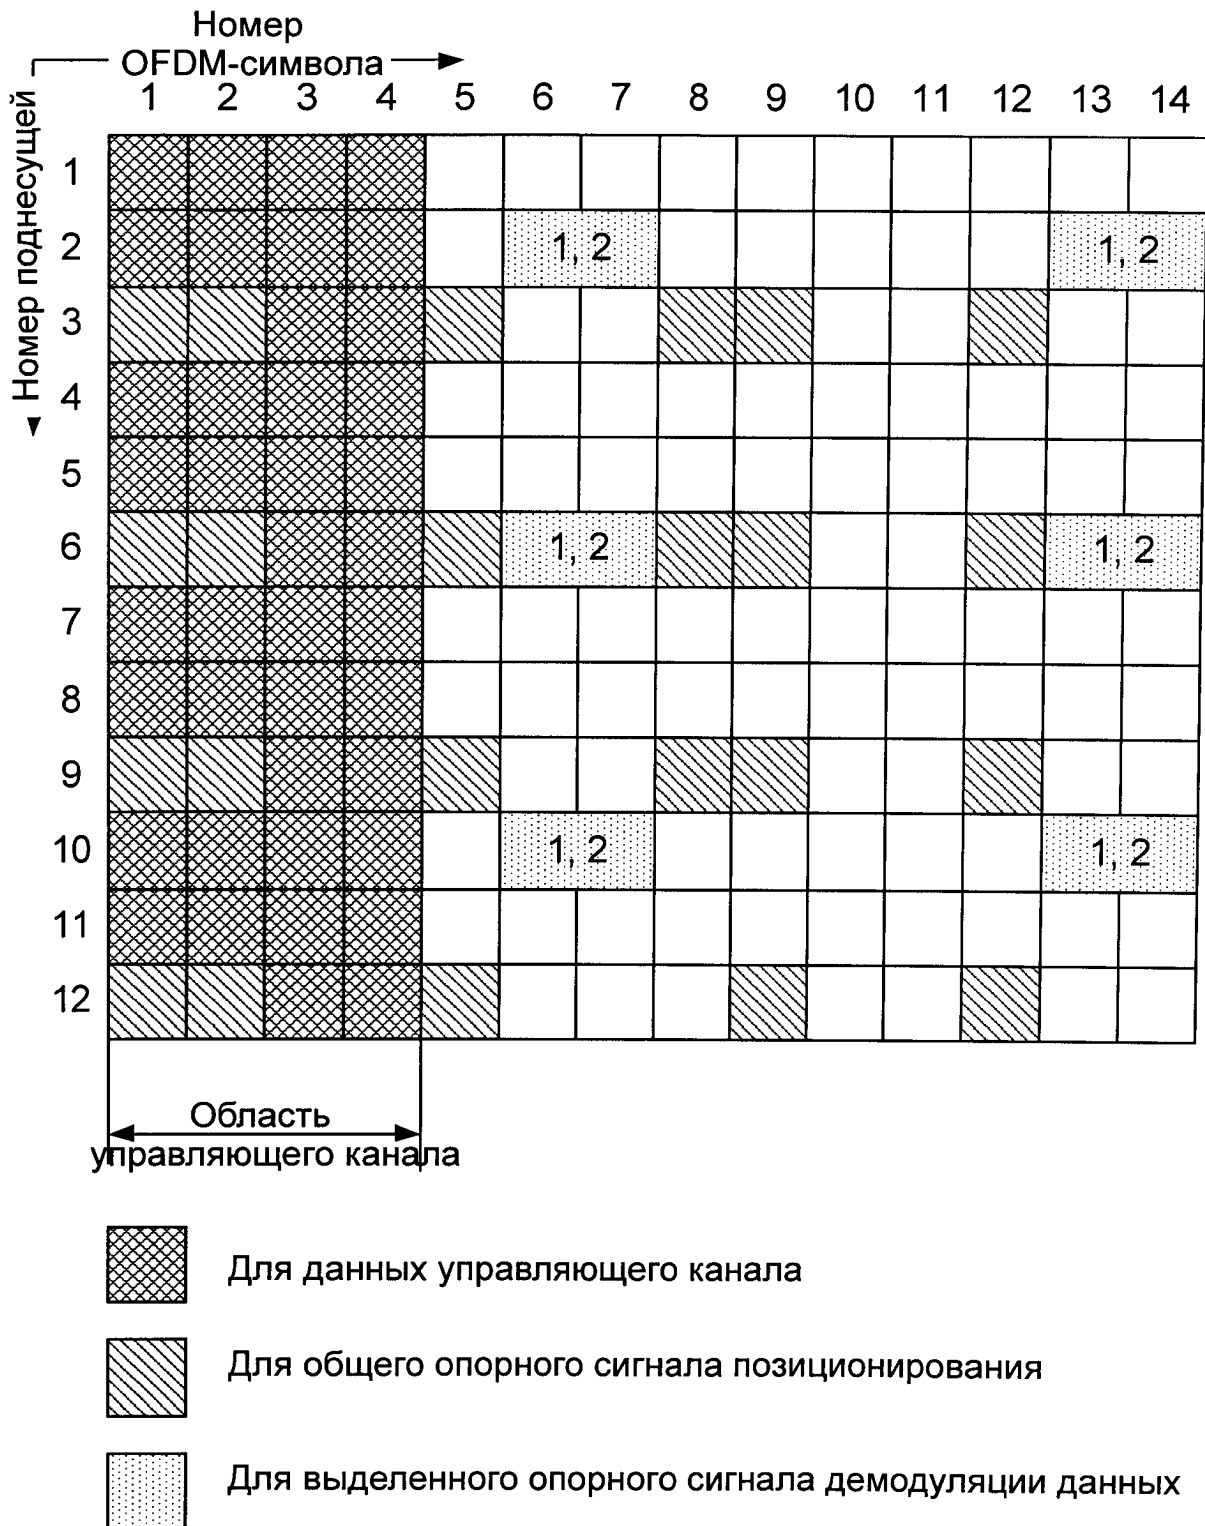 Номер
OFDM-символа
Номер поднесущей
1 2 3 4 5 6 7 8 9 10 11 12 13 14
1
2 1, 2 1, 2
3
4
5
6 1, 2 1, 2
7
8
9
10 1, 2 1, 2
11
12
Область
управляющего канала
Для данных управляющего канала
Для общего опорного сигнала позиционирования
Для выделенного опорного сигнала демодуляции данных